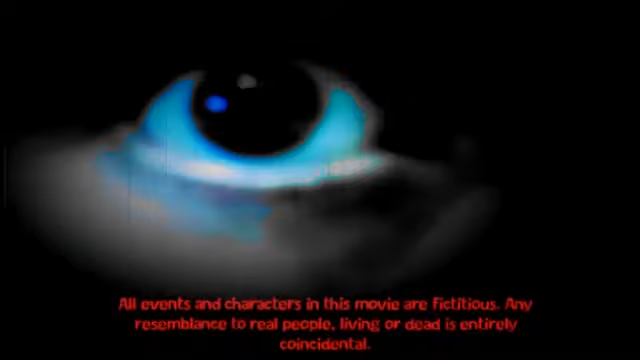 All events and characters in this movie are fictitious. Any
resemblance to real people, living or dead is entirely
coincidental.